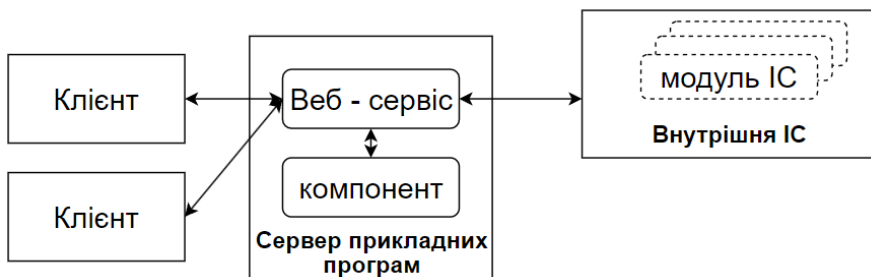 Клієнт
Клієнт
Веб - сервіс
компонент
Сервер прикладних
програм
модуль ІС
Внутрішня ІС